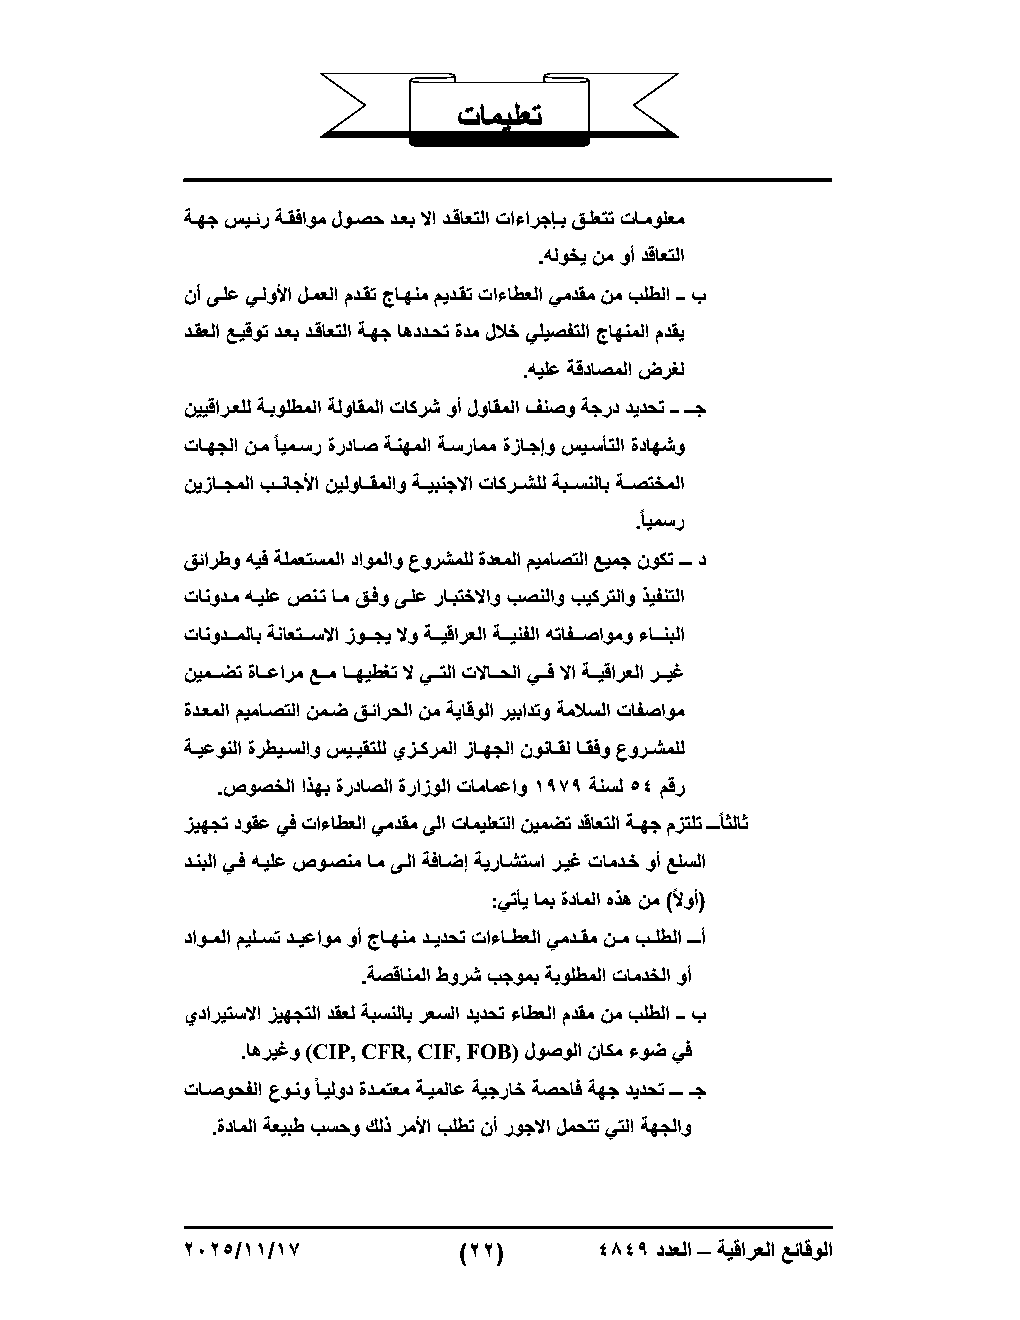 تعليمات
معلومات تتعلق بإجراءات التعاقد الا بعد حصول موافقة رئيس جهة
التعاقد أو من يخوله.
ب – الطلب من مقدمي العطاءات تقديم منهاج تقدم العمل الأولي على أن
يقدم المنهاج التفصيلي خلال مدة تحددها جهة التعاقد بعد توقيع العقد
لغرض المصادقة عليه.
جـ – تحديد درجة وصنف المقاول أو شركات المقاولة المطلوبة للعراقيين
وشهادة التأسيس وإجازة ممارسة المهنة صادرة رسمياً من الجهات
المختصة بالنسبة للشركات الاجنبية والمقاولين الأجانب المجازين
رسمياً.
د – تكون جميع التصاميم المعدة للمشروع والمواد المستعملة فيه وطرائق
التنفيذ والتركيب والنصب والاختبار على وفق ما تنص عليه مدونات
البناء ومواصفاته الفنية العراقية ولا يجوز الاستعانة بالمدونات
غير العراقية الا في الحالات التي لا تغطيها مع مراعاة تضمين
مواصفات السلامة وتدابير الوقاية من الحرائق ضمن التصاميم المعدة
للمشروع وفقا لقانون الجهاز المركزي للتقييس والسيطرة النوعية
رقم ٥٤ لسنة ١٩٧٩ واعمامات الوزارة الصادرة بهذا الخصوص.
ثالثاً– تلتزم جهة التعاقد تضمين التعليمات الى مقدمي العطاءات في عقود تجهيز
السلع أو خدمات غير استشارية إضافة الى ما منصوص عليه في البند
(أولاً) من هذه المادة بما يأتي:
أ– الطلب من مقدمي العطاءات تحديد منهاج أو مواعيد تسليم المواد
أو الخدمات المطلوبة بموجب شروط المناقصة.
ب – الطلب من مقدم العطاء تحديد السعر بالنسبة لعقد التجهيز الاستيرادي
في ضوء مكان الوصول (CIP, CFR, CIF, FOB) وغيرها.
جـ – تحديد جهة فاحصة خارجية عالمية معتمدة دولياً ونوع الفحوصات
والجهة التي تتحمل الاجور أن تطلب الأمر ذلك وحسب طبيعة المادة.
الوقائع العراقية – العدد ٤٨٤٩ (٢٢) ٢٠٢٥/١١/١٧